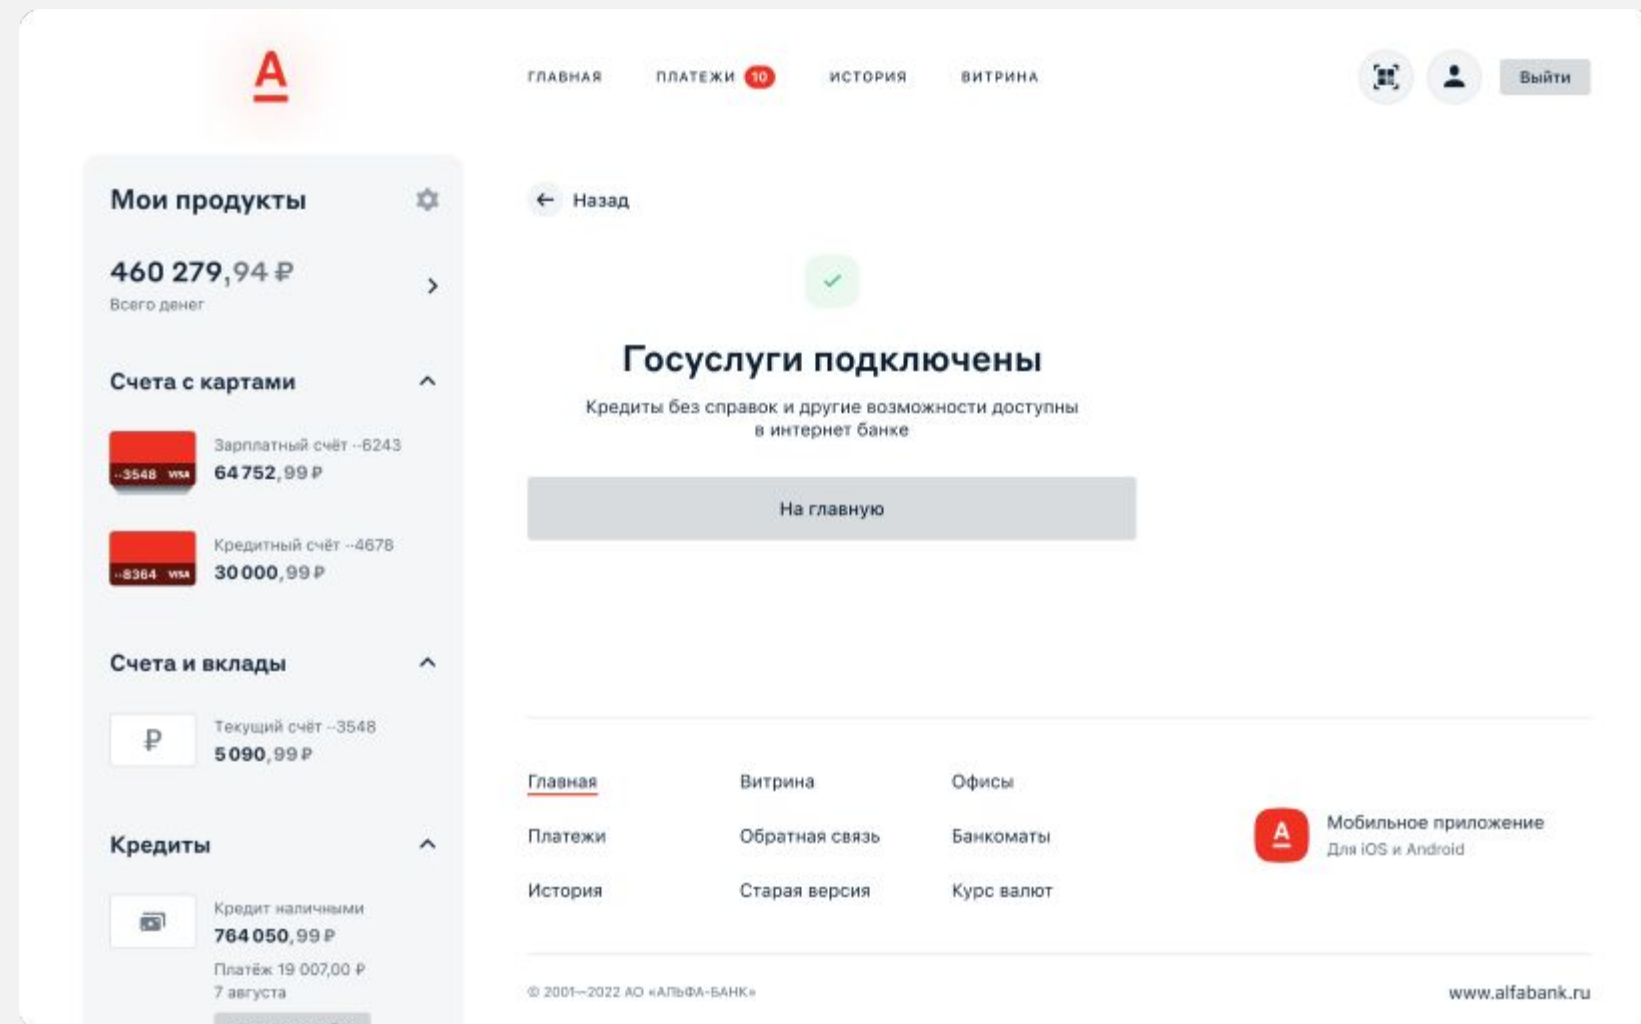 А
ГЛАВНАЯ
ПЛАТЕЖИ 10
ИСТОРИЯ
ВИТРИНА
Выйти
Мои продукты
460 279,94 ₽
Всего денег
Счета с картами
··3548 VISA
Зарплатный счёт ··6243
64 752,99 ₽
··8364 VISA
Кредитный счёт ··4678
30 000,99 ₽
Счета и вклады
₽
Текущий счёт ··3548
5 090,99 ₽
Кредиты
Кредит наличными
764 050,99 ₽
Платёж 19 007,00 ₽
7 августа
Назад
Госуслуги подключены
Кредиты без справок и другие возможности доступны
в интернет банке
На главную
Главная
Витрина
Офисы
Платежи
Обратная связь
Банкоматы
История
Старая версия
Курс валют
А
Мобильное приложение
Для iOS и Android
© 2001—2022 АО «АЛЬФА-БАНК»
www.alfabank.ru